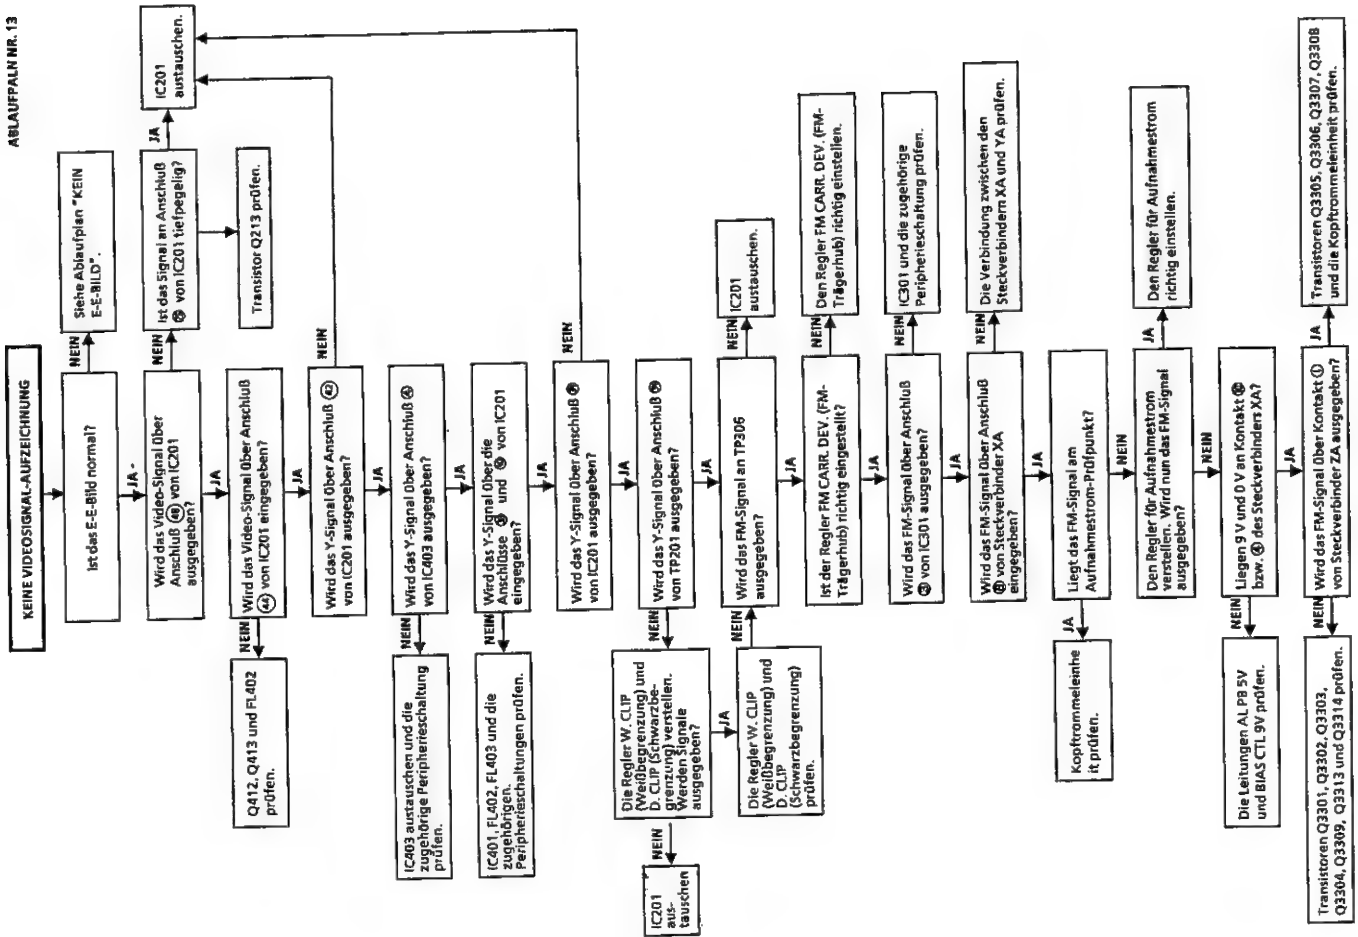 ABLAUFPALN NR. 13
KEINE VIDEOSIGNAL-AUFZEICHNUNG
Ist das E-E-Bild normal?
NEIN
Siehe Ablaufplan "KEIN
E-E-BILD".
JA
Wird das Video-Signal über
Anschluß 48 von IC201
ausgegeben?
NEIN
Ist das Signal an Anschluß
von IC201 tiefpegelig?
JA
IC201
austauschen.
Transistor Q213 prüfen.
JA
Wird das Video-Signal über Anschluß
44 von IC201 eingegeben?
NEIN
Q412, Q413 und FL402
prüfen.
JA
Wird das Y-Signal über Anschluß 42
von IC201 ausgegeben?
NEIN
JA
Wird das Y-Signal über Anschluß 4
von IC403 ausgegeben?
NEIN
IC403 austauschen und die
zugehörige Peripherieschaltung
prüfen.
JA
Wird das Y-Signal über die
Anschlüsse und von IC201
eingegeben?
NEIN
IC401, FL402, FL403 und die
zugehörigen.
Peripherieschaltungen prüfen.
JA
Wird das Y-Signal über Anschluß
von IC201 ausgegeben?
NEIN
JA
Wird das Y-Signal über Anschluß
von TP201 ausgegeben?
NEIN
Die Regler W. CLIP
(Weißbegrenzung) und
D. CLIP (Schwarzbe-
grenzung) verstellen.
Werden Signale
ausgegeben?
NEIN
IC201
aus-
tauschen
JA
Die Regler W. CLIP
(Weißbegrenzung) und
D. CLIP
(Schwarzbegrenzung)
prüfen.
JA
Wird das FM-Signal an TP306
ausgegeben?
NEIN
NEIN
IC201
austauschen.
JA
Ist der Regler FM CARR. DEV. (FM-
Trägerhub) richtig eingestellt?
NEIN
Den Regler FM CARR. DEV. (FM-
Trägerhub) richtig einstellen.
JA
Wird das FM-Signal über Anschluß
von IC301 ausgegeben?
NEIN
IC301 und die zugehörige
Peripherieschaltung prüfen.
JA
Wird das FM-Signal über Anschluß
von Steckverbinder XA
eingegeben?
NEIN
Die Verbindung zwischen den
Steckverbindern XA und YA prüfen.
JA
Liegt das FM-Signal am
Aufnahmestrom-Prüfpunkt?
JA
Kopftrommeleinhe
it prüfen.
NEIN
Den Regler für Aufnahmestrom
verstellen. Wird nun das FM-Signal
ausgegeben?
JA
Den Regler für Aufnahmestrom
richtig einstellen.
NEIN
Liegen 9 V und 0 V an Kontakt
bzw. 4 des Steckverbinders XA?
NEIN
Die Leitungen AL PB 5V
und BIAS CTL 9V prüfen.
JA
Wird das FM-Signal über Kontakt 1
von Steckverbinder ZA ausgegeben?
NEIN
Transistoren Q3301, Q3302, Q3303,
Q3304, Q3309, Q3313 und Q3314 prüfen.
JA
Transistoren Q3305, Q3306, Q3307, Q3308
und die Kopftrommeleinheit prüfen.